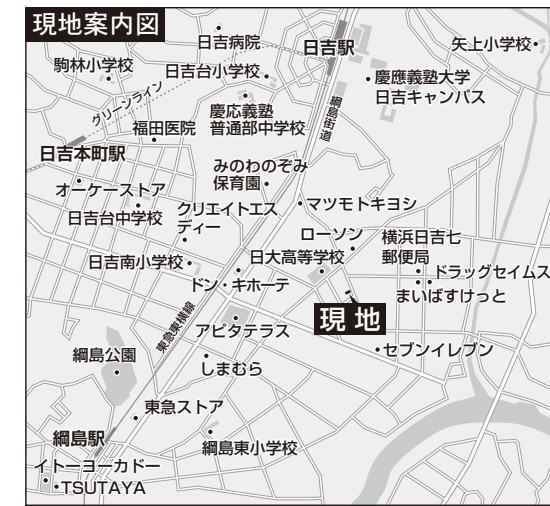 現地案内図
日吉病院
日吉駅
矢上小学校
駒林小学校
日吉台小学校
慶應義塾大学
日吉キャンパス
グリーンライン
綱島街道
慶応義塾
普通部中学校
福田医院
日吉本町駅
みのわのぞみ
保育園
オーケーストア
マツモトキヨシ
日吉台中学校
クリエイトエス
ディー
ローソン
横浜日吉七
郵便局
日大高等学校
日吉南小学校
ドラッグセイムス
ドン・キホーテ
まいばすけっと
現地
東急東横線
アピタテラス
セブンイレブン
綱島公園
しまむら
東急ストア
綱島駅
綱島東小学校
イトーヨーカドー
TSUTAYA